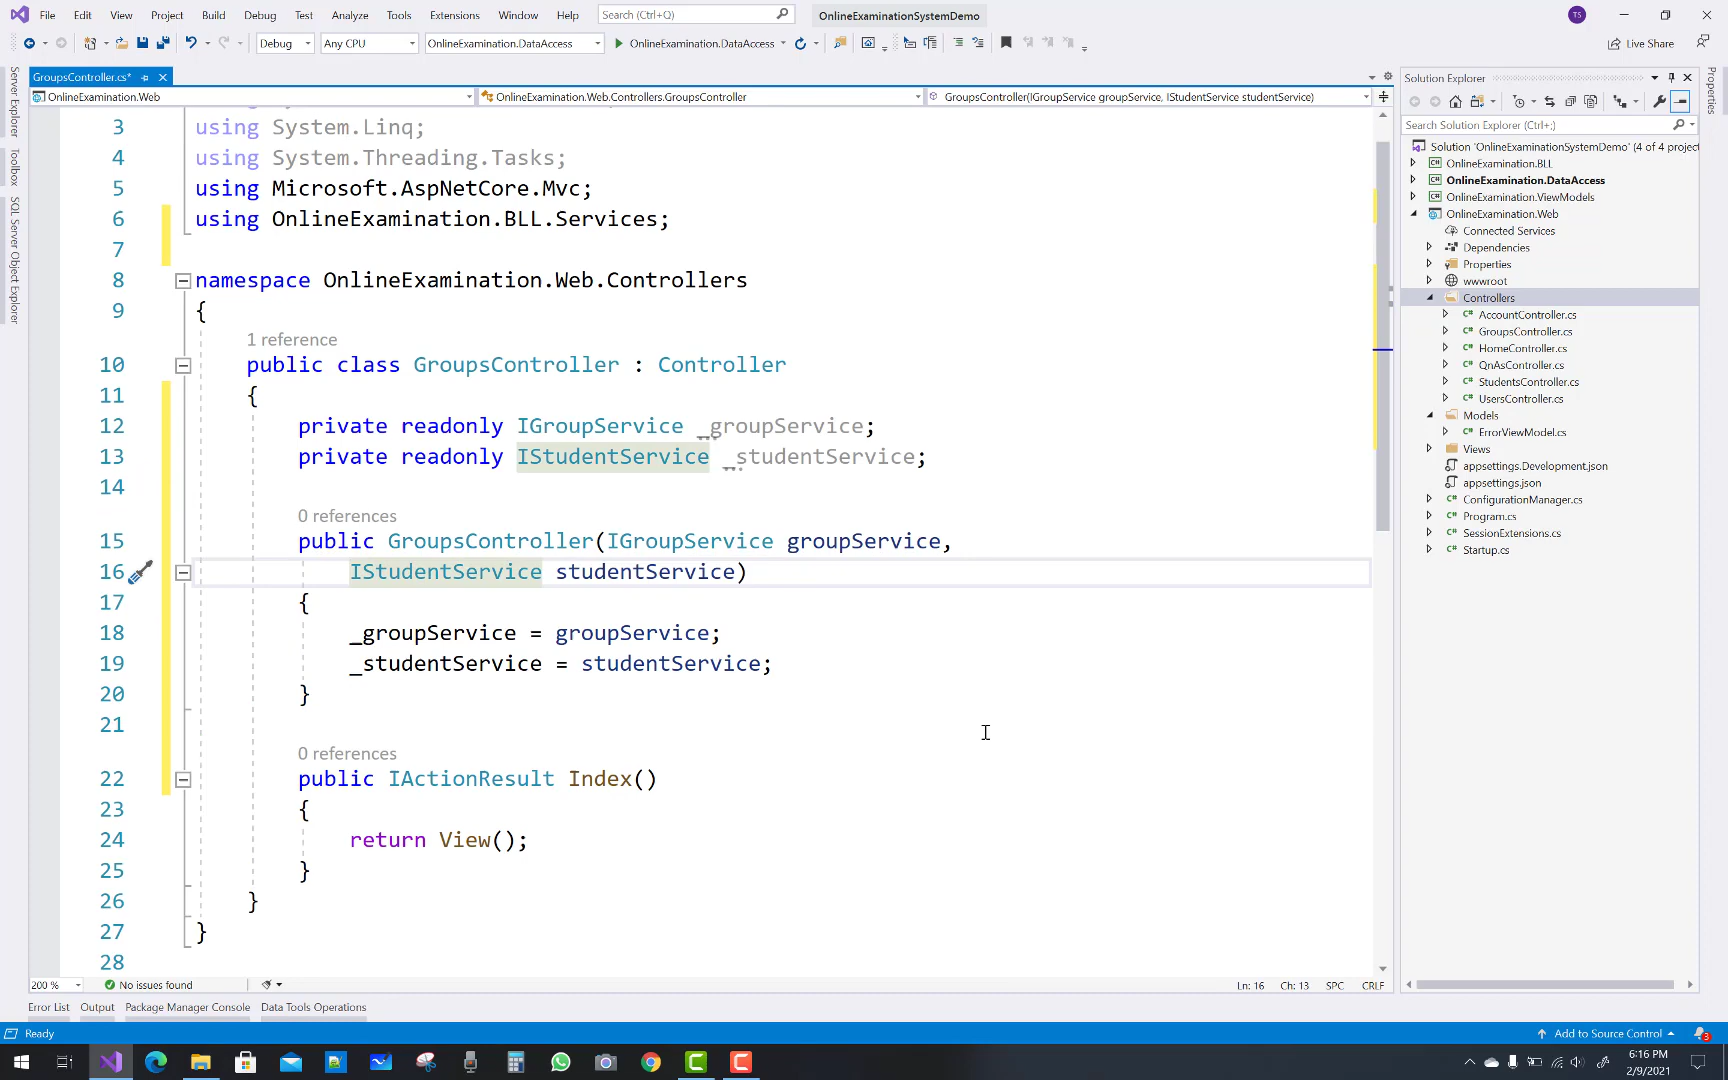 File Edit View Project Build Debug Test Analyze Tools Extensions Window Help Search (Ctrl+Q) OnlineExaminationSystemDemo TS
Debug Any CPU OnlineExamination.DataAccess OnlineExamination.DataAccess Live Share
GroupsController.cs*
OnlineExamination.Web OnlineExamination.Web.Controllers.GroupsController GroupsController(IGroupService groupService, IStudentService studentService)
Server Explorer
Toolbox
SQL Server Object Explorer
3 using System.Linq;
4 using System.Threading.Tasks;
5 using Microsoft.AspNetCore.Mvc;
6 using OnlineExamination.BLL.Services;
7
8 namespace OnlineExamination.Web.Controllers
9 {
1 reference
10 public class GroupsController : Controller
11 {
12 private readonly IGroupService _groupService;
13 private readonly IStudentService _studentService;
14
0 references
15 public GroupsController(IGroupService groupService,
16 IStudentService studentService)
17 {
18 _groupService = groupService;
19 _studentService = studentService;
20 }
21
0 references
22 public IActionResult Index()
23 {
24 return View();
25 }
26 }
27 }
28
200 % No issues found Ln: 16 Ch: 13 SPC CRLF
Error List Output Package Manager Console Data Tools Operations
Solution Explorer
Search Solution Explorer (Ctrl+;)
Solution 'OnlineExaminationSystemDemo' (4 of 4 project
OnlineExamination.BLL
OnlineExamination.DataAccess
OnlineExamination.ViewModels
OnlineExamination.Web
Connected Services
Dependencies
Properties
wwwroot
Controllers
AccountController.cs
GroupsController.cs
HomeController.cs
QnAsController.cs
StudentsController.cs
UsersController.cs
Models
ErrorViewModel.cs
Views
appsettings.Development.json
appsettings.json
ConfigurationManager.cs
Program.cs
SessionExtensions.cs
Startup.cs
Properties
Ready Add to Source Control 3
6:16 PM
2/9/2021